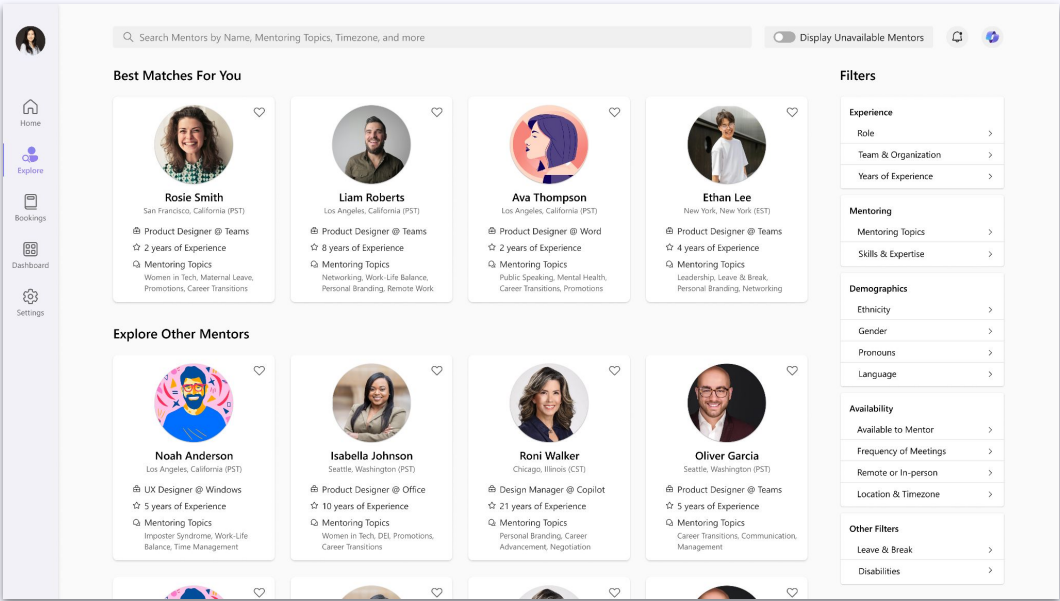 Search Mentors by Name, Mentoring Topics, Timezone, and more
Display Unavailable Mentors
Home
Explore
Bookings
Dashboard
Settings
Best Matches For You
Rosie Smith
San Francisco, California (PST)
Product Designer @ Teams
2 years of Experience
Mentoring Topics
Women in Tech, Maternal Leave,
Promotions, Career Transitions
Liam Roberts
Los Angeles, California (PST)
Product Designer @ Teams
8 years of Experience
Mentoring Topics
Networking, Work-Life Balance,
Personal Branding, Remote Work
Ava Thompson
Los Angeles, California (PST)
Product Designer @ Word
2 years of Experience
Mentoring Topics
Public Speaking, Mental Health,
Career Transitions, Promotions
Ethan Lee
New York, New York (EST)
Product Designer @ Teams
4 years of Experience
Mentoring Topics
Leadership, Leave & Break,
Personal Branding, Networking
Explore Other Mentors
Noah Anderson
Los Angeles, California (PST)
UX Designer @ Windows
5 years of Experience
Mentoring Topics
Imposter Syndrome, Work-Life
Balance, Time Management
Isabella Johnson
Seattle, Washington (PST)
Product Designer @ Office
10 years of Experience
Mentoring Topics
Women in Tech, DEI, Promotions,
Career Transitions
Roni Walker
Chicago, Illinois (CST)
Design Manager @ Copilot
21 years of Experience
Mentoring Topics
Personal Branding, Career
Advancement, Negotiation
Oliver Garcia
Seattle, Washington (PST)
Product Designer @ Teams
5 years of Experience
Mentoring Topics
Career Transitions, Communication,
Management
Filters
Experience
Role
Team & Organization
Years of Experience
Mentoring
Mentoring Topics
Skills & Expertise
Demographics
Ethnicity
Gender
Pronouns
Language
Availability
Available to Mentor
Frequency of Meetings
Remote or In-person
Location & Timezone
Other Filters
Leave & Break
Disabilities